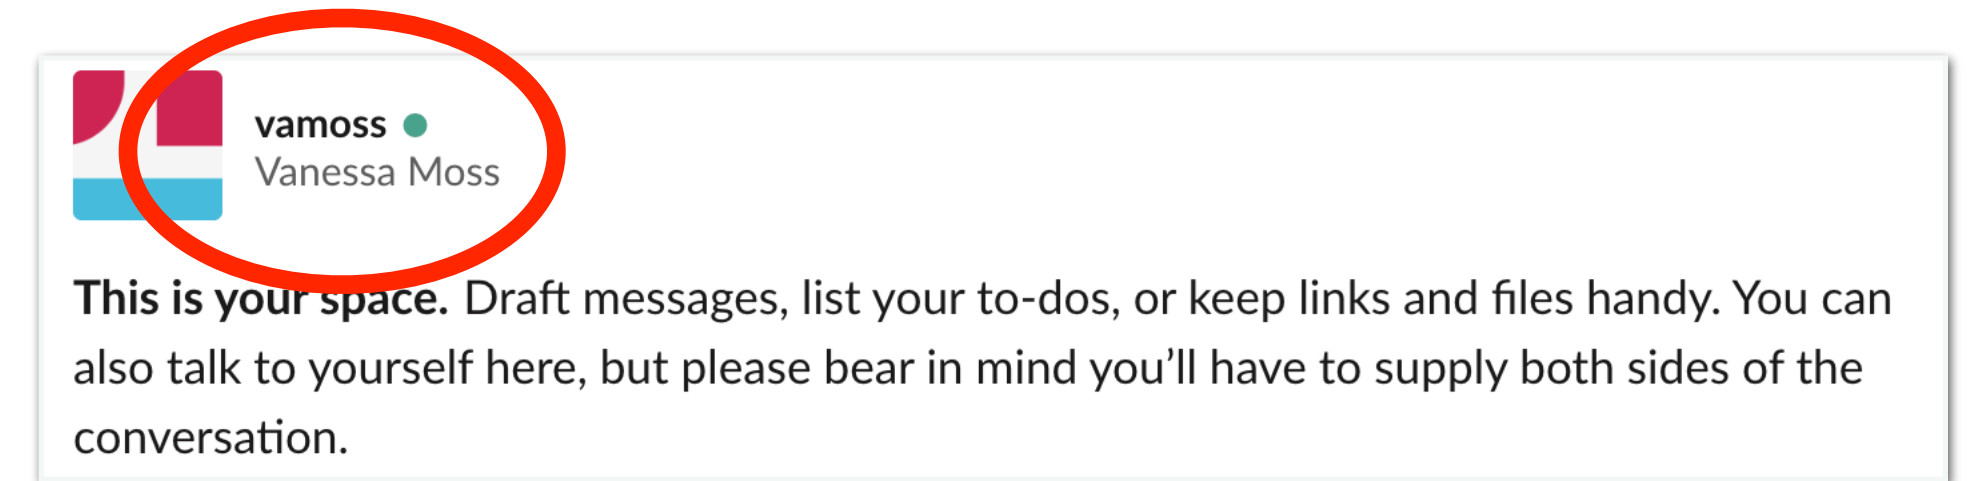 vamoss
Vanessa Moss
This is your space. Draft messages, list your to-dos, or keep links and files handy. You can
also talk to yourself here, but please bear in mind you’ll have to supply both sides of the
conversation.